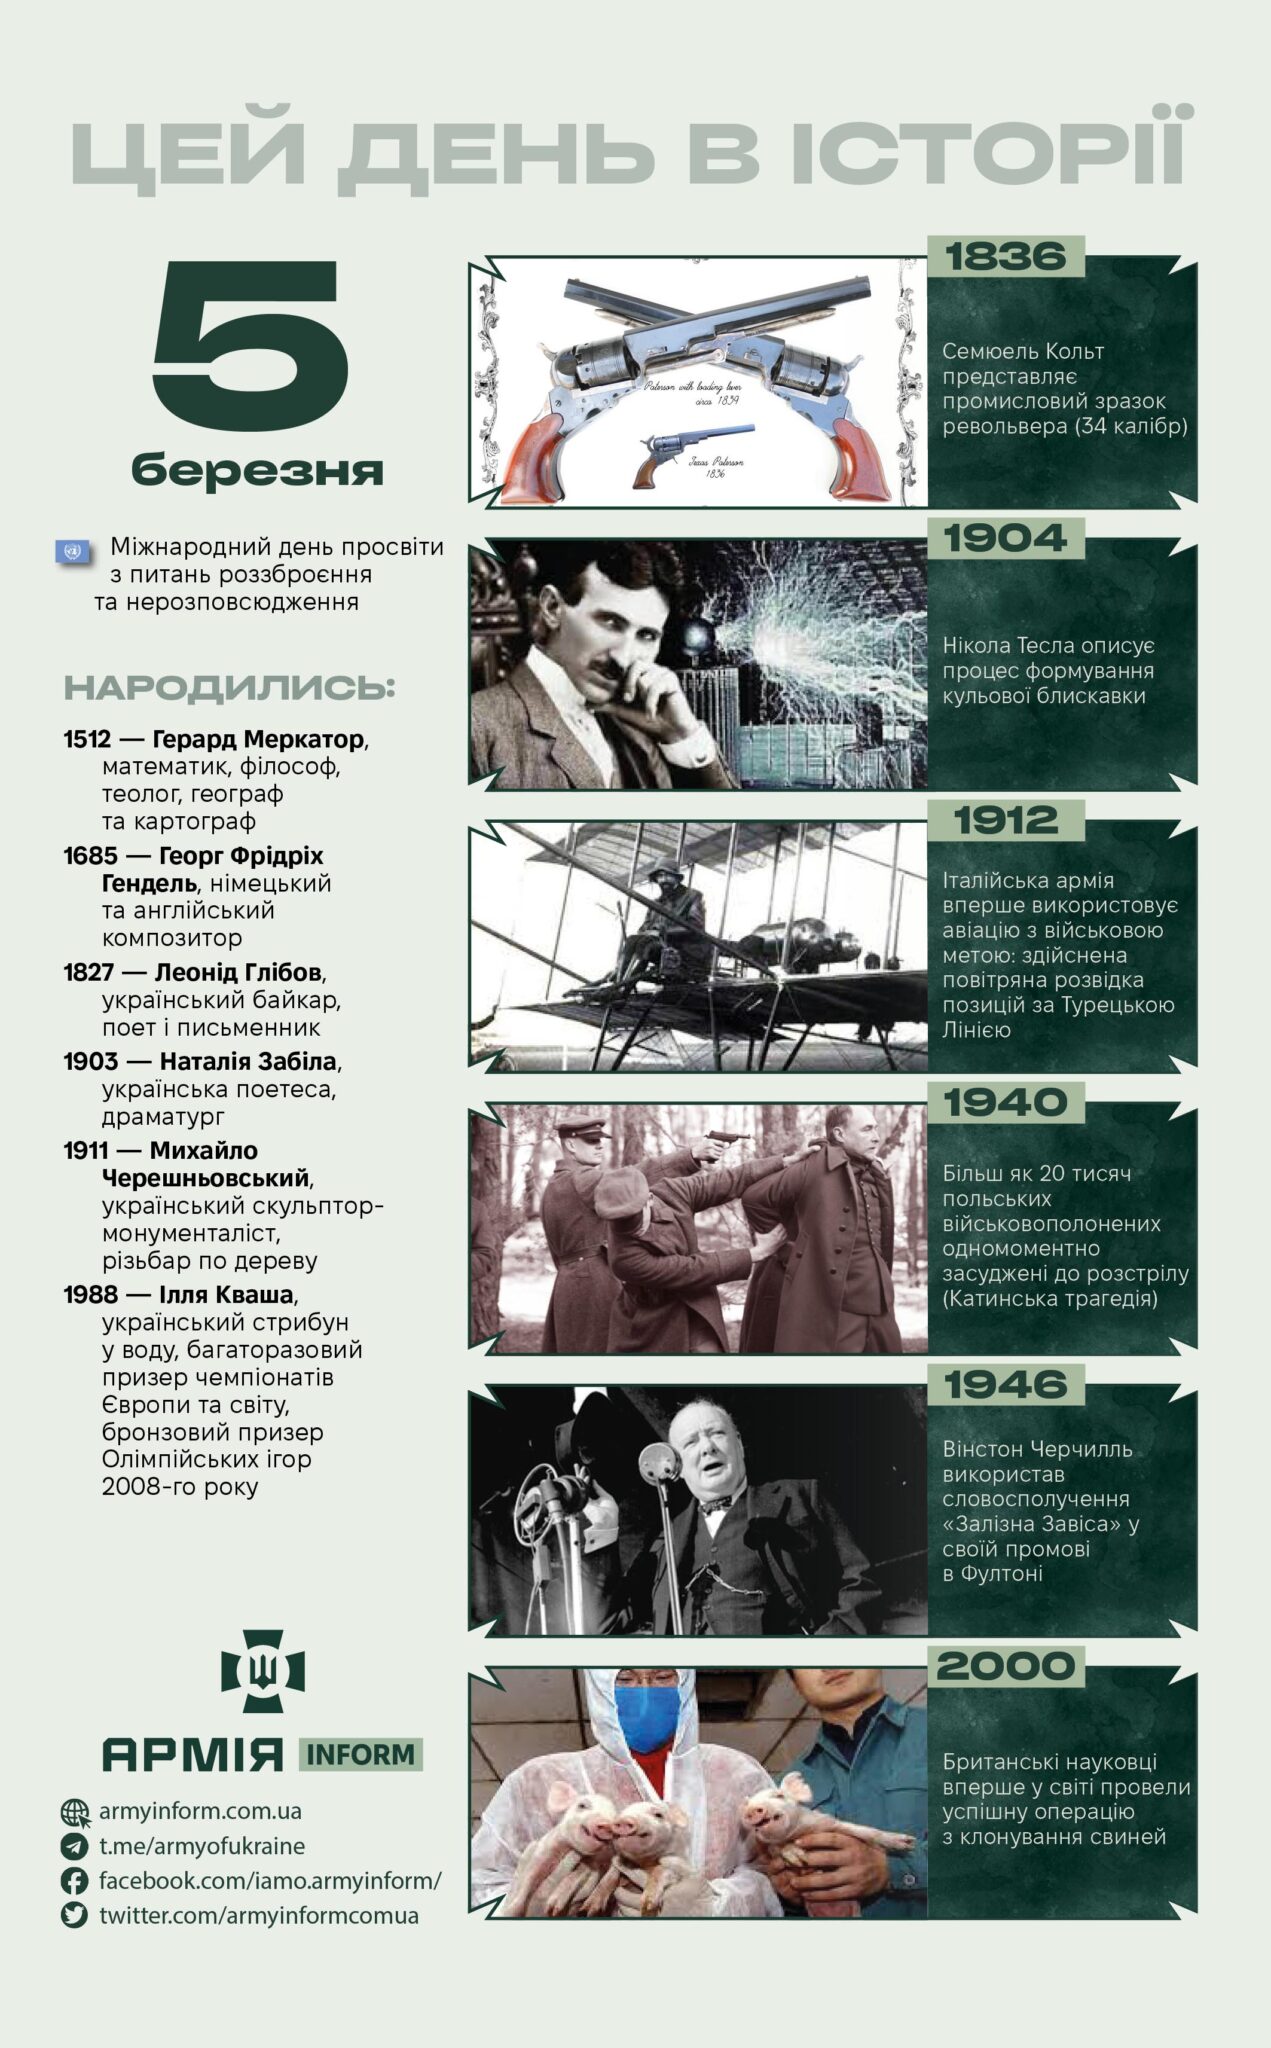 ЦЕЙ ДЕНЬ В ІСТОРІЇ
5
березня
Міжнародний день просвіти
з питань роззброєння
та нерозповсюдження
НАРОДИЛИСЬ:
1512 — Герард Меркатор,
математик, філософ,
теолог, географ
та картограф
1685 — Георг Фрідріх
Гендель, німецький
та англійський
композитор
1827 — Леонід Глібов,
український байкар,
поет і письменник
1903 — Наталія Забіла,
українська поетеса,
драматург
1911 — Михайло
Черешньовський,
український скульптор-
монументаліст,
різьбар по дереву
1988 — Ілля Кваша,
український стрибун
у воду, багаторазовий
призер чемпіонатів
Європи та світу,
бронзовий призер
Олімпійських ігор
2008-го року
АРМІЯ INFORM
armyinform.com.ua
t.me/armyofukraine
facebook.com/iamo.armyinform/
twitter.com/armyinformcomua
1836
Paterson with loading lever
circa 1839
Texas Paterson
1836
Семюель Кольт
представляє
промисловий зразок
револьвера (34 калібр)
1904
Нікола Тесла описує
процес формування
кульової блискавки
1912
Італійська армія
вперше використовує
авіацію з військовою
метою: здійснена
повітряна розвідка
позицій за Турецькою
Лінією
1940
Більш як 20 тисяч
польських
військовополонених
одномоментно
засуджені до розстрілу
(Катинська трагедія)
1946
Вінстон Черчилль
використав
словосполучення
«Залізна Завіса» у
своїй промові
в Фултоні
2000
Британські науковці
вперше у світі провели
успішну операцію
з клонування свиней